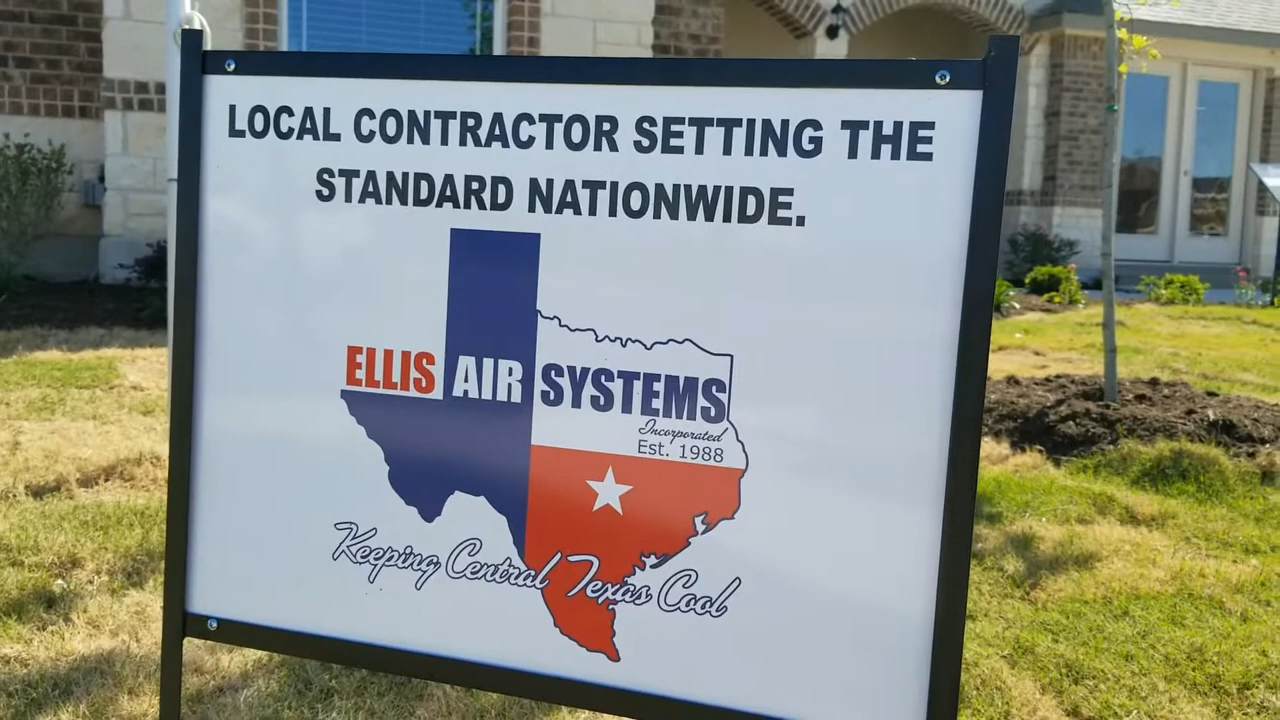 LOCAL CONTRACTOR SETTING THE
STANDARD NATIONWIDE.
ELLIS AIR SYSTEMS
Incorporated
Est. 1988
Keeping Central Texas Cool